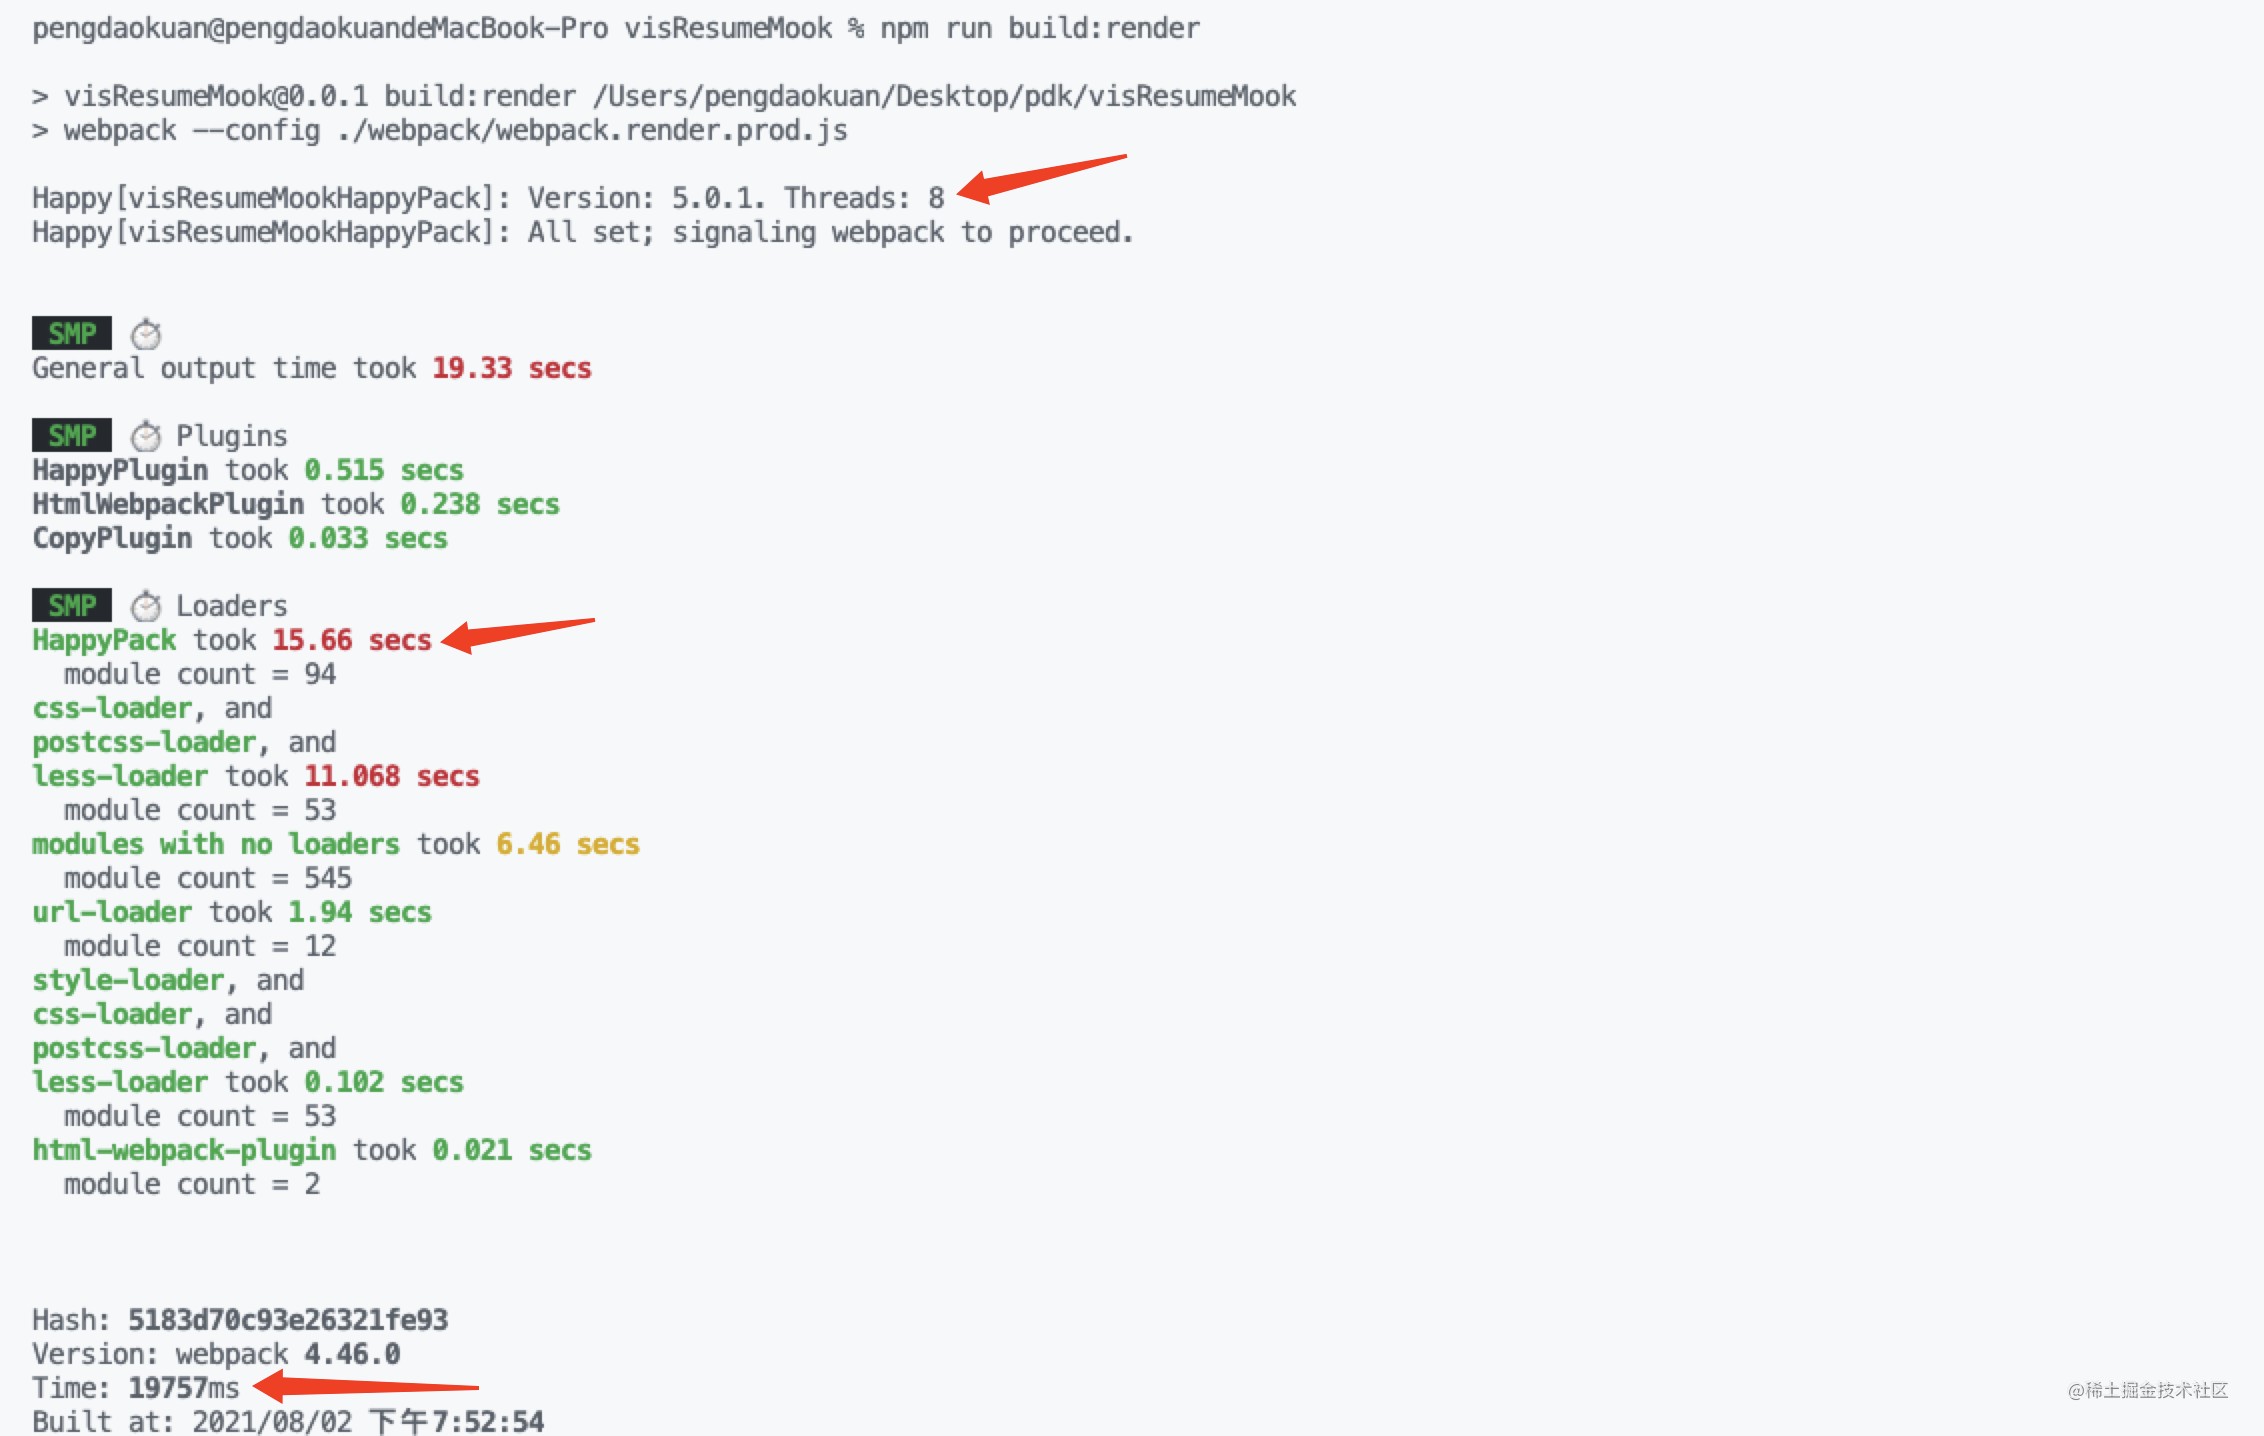 pengdaokuan@pengdaokuandeMacBook-Pro visResumeMook % npm run build:render
> visResumeMook@0.0.1 build:render /Users/pengdaokuan/Desktop/pdk/visResumeMook
> webpack --config ./webpack/webpack.render.prod.js
Happy[visResumeMookHappyPack]: Version: 5.0.1. Threads: 8
Happy[visResumeMookHappyPack]: All set; signaling webpack to proceed.
SMP ⏱
General output time took 19.33 secs
SMP ⏱ Plugins
HappyPlugin took 0.515 secs
HtmlWebpackPlugin took 0.238 secs
CopyPlugin took 0.033 secs
SMP ⏱ Loaders
HappyPack took 15.66 secs
module count = 94
css-loader, and
postcss-loader, and
less-loader took 11.068 secs
module count = 53
modules with no loaders took 6.46 secs
module count = 545
url-loader took 1.94 secs
module count = 12
style-loader, and
css-loader, and
postcss-loader, and
less-loader took 0.102 secs
module count = 53
html-webpack-plugin took 0.021 secs
module count = 2
Hash: 5183d70c93e26321fe93
Version: webpack 4.46.0
Time: 19757ms
Built at: 2021/08/02 下午7:52:54
@稀土掘金技术社区